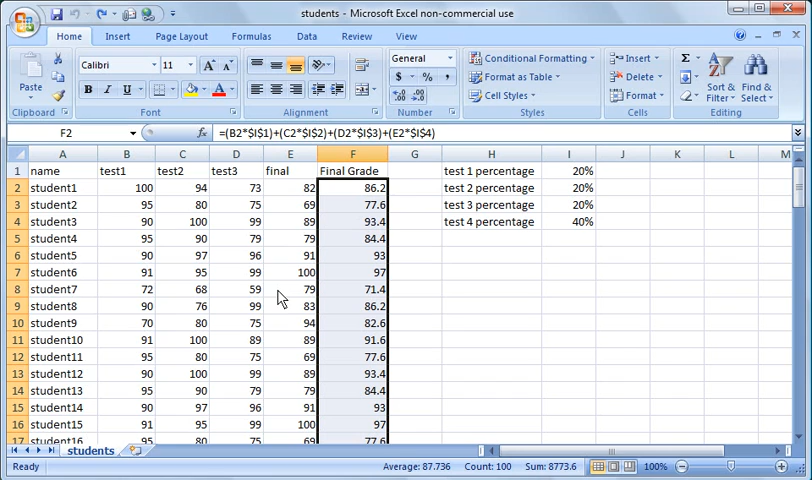 students - Microsoft Excel non-commercial use
Home Insert Page Layout Formulas Data Review View
Paste
Calibri 11
General
Conditional Formatting
Format as Table
Cell Styles
Insert
Delete
Format
Sort & Filter
Find & Select
Clipboard Font Alignment Number Styles Cells Editing
F2 fx =(B2*$I$1)+(C2*$I$2)+(D2*$I$3)+(E2*$I$4)
A B C D E F G H I J K L M
1 name test1 test2 test3 final Final Grade test 1 percentage 20%
2 student1 100 94 73 82 86.2 test 2 percentage 20%
3 student2 95 80 75 69 77.6 test 3 percentage 20%
4 student3 90 100 99 89 93.4 test 4 percentage 40%
5 student4 95 90 79 79 84.4
6 student5 90 97 96 91 93
7 student6 91 95 99 100 97
8 student7 72 68 59 79 71.4
9 student8 90 76 99 83 86.2
10 student9 70 80 75 94 82.6
11 student10 91 100 89 89 91.6
12 student11 95 80 75 69 77.6
13 student12 90 100 99 89 93.4
14 student13 95 90 79 79 84.4
15 student14 90 97 96 91 93
16 student15 91 95 99 100 97
17 student16 95 80 75 69 77.6
students
Ready Average: 87.736 Count: 100 Sum: 8773.6 100%